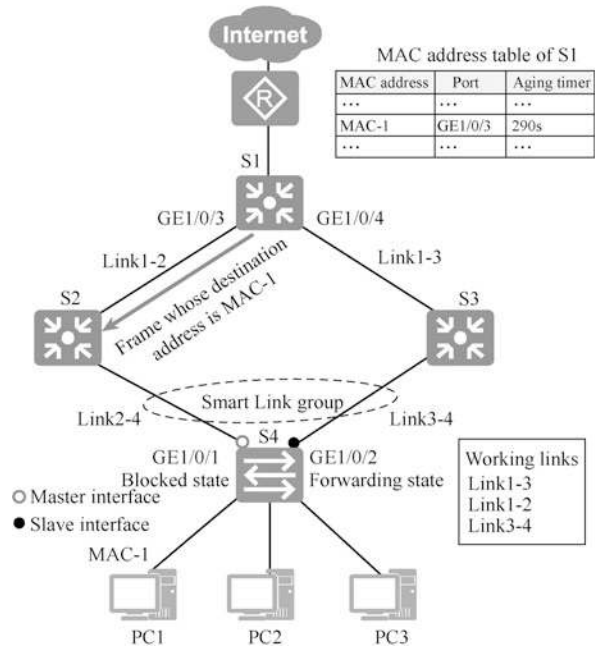 Internet
R
MAC address table of S1
MAC address Port Aging timer
... ... ...
MAC-1 GE1/0/3 290s
... ... ...
S1
GE1/0/3 GE1/0/4
Link1-2 Link1-3
S2 S3
Frame whose destination
address is MAC-1
Smart Link group
Link2-4 Link3-4
S4
GE1/0/1 GE1/0/2
Blocked state Forwarding state
Master interface
Slave interface
Working links
Link1-3
Link1-2
Link3-4
MAC-1
PC1 PC2 PC3